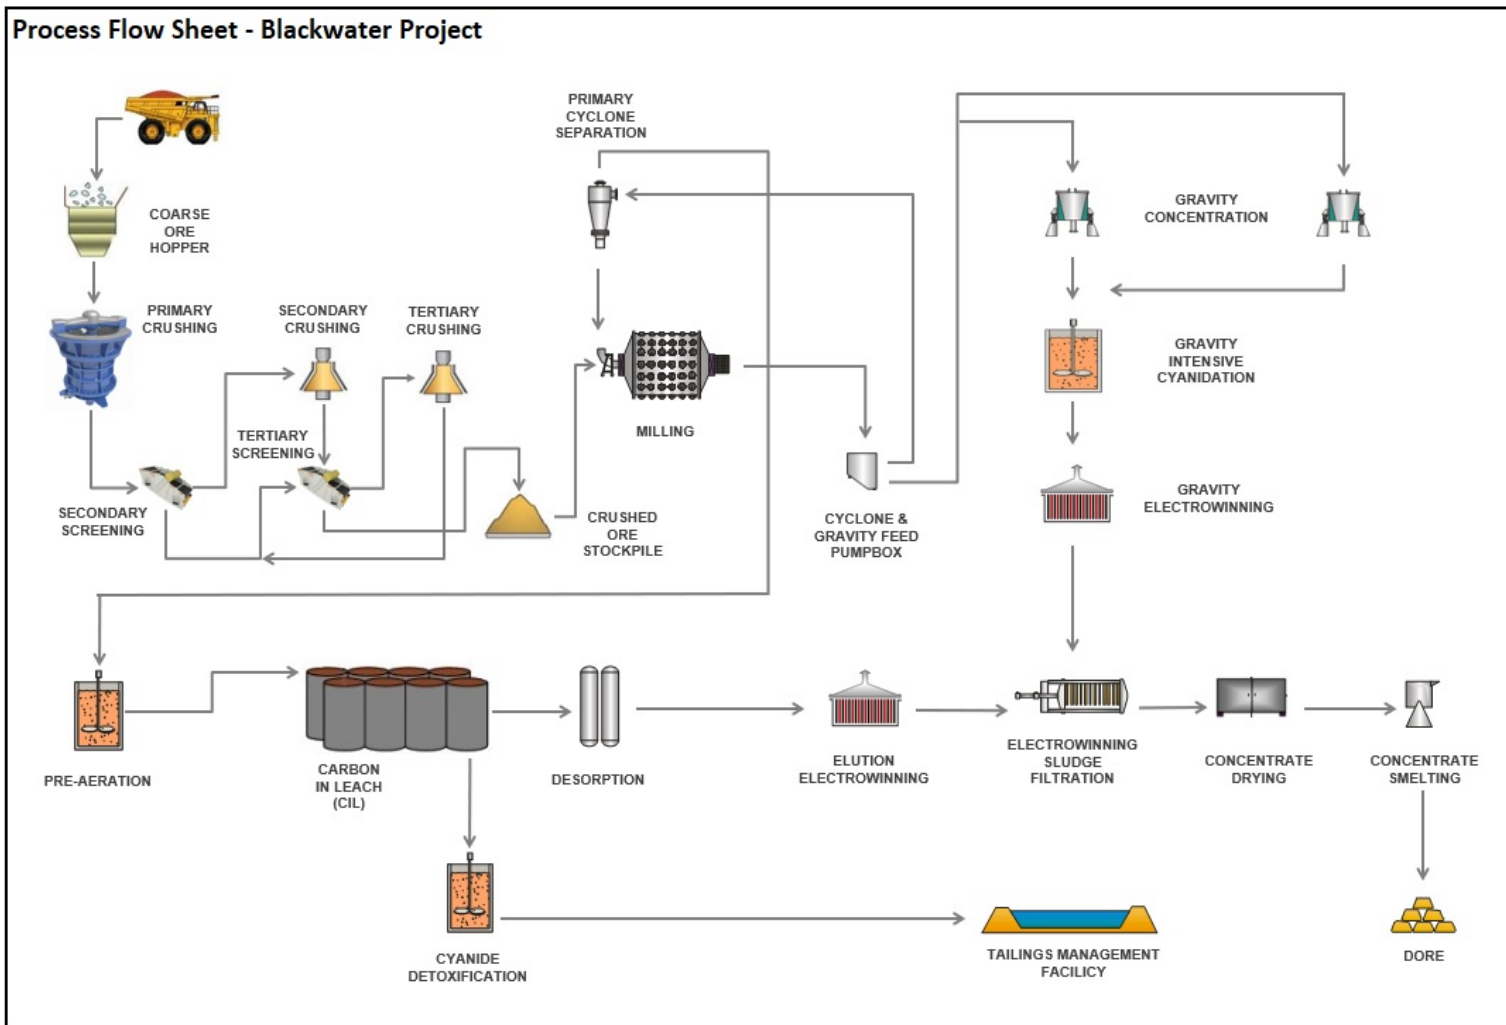 Process Flow Sheet - Blackwater Project
PRIMARY
CYCLONE
SEPARATION
COARSE
ORE
HOPPER
GRAVITY
CONCENTRATION
PRIMARY
CRUSHING
SECONDARY
CRUSHING
TERTIARY
CRUSHING
GRAVITY
INTENSIVE
CYANIDATION
MILLING
TERTIARY
SCREENING
SECONDARY
SCREENING
CRUSHED
ORE
STOCKPILE
CYCLONE &
GRAVITY FEED
PUMPBOX
GRAVITY
ELECTROWINNING
PRE-AERATION
CARBON
IN LEACH
(CIL)
DESORPTION
ELUTION
ELECTROWINNING
ELECTROWINNING
SLUDGE
FILTRATION
CONCENTRATE
DRYING
CONCENTRATE
SMELTING
CYANIDE
DETOXIFICATION
TAILINGS MANAGEMENT
FACILICY
DORE